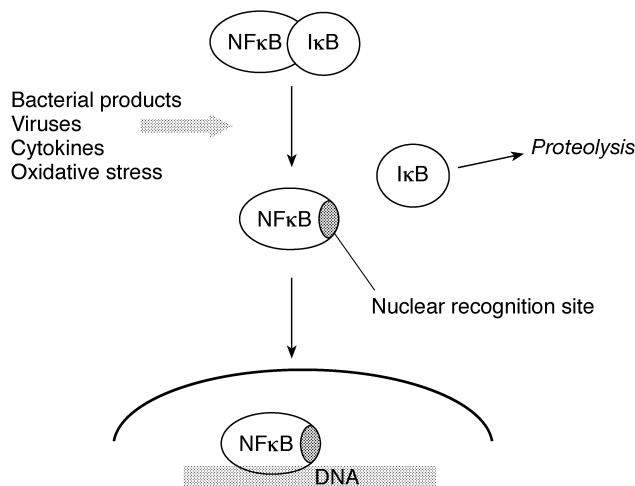 NFκB IκB
Bacterial products
Viruses
Cytokines
Oxidative stress
Proteolysis
IκB
NFκB
Nuclear recognition site
NFκB
DNA